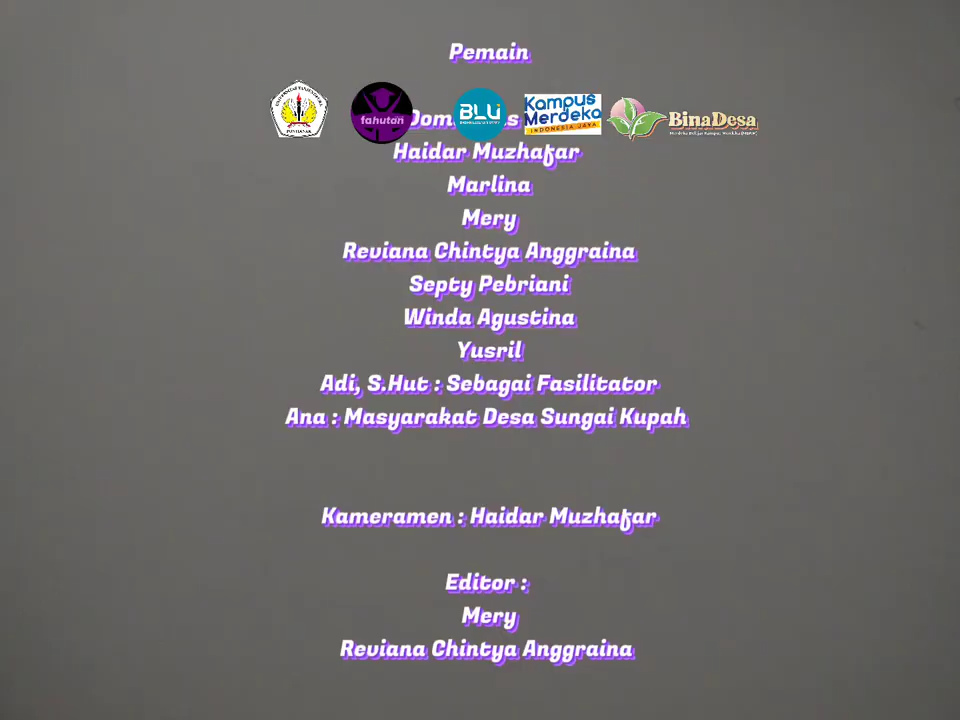 Pemain
fahutan
BLU
Kampus
Merdeka
INDONESIA JAYA
BinaDesa
Haidar Muzhafar
Marlina
Mery
Reviana Chintya Anggraina
Septy Pebriani
Winda Agustina
Yusril
Adi, S.Hut : Sebagai Fasilitator
Ana : Masyarakat Desa Sungai Kupah
Kameramen : Haidar Muzhafar
Editor :
Mery
Reviana Chintya Anggraina